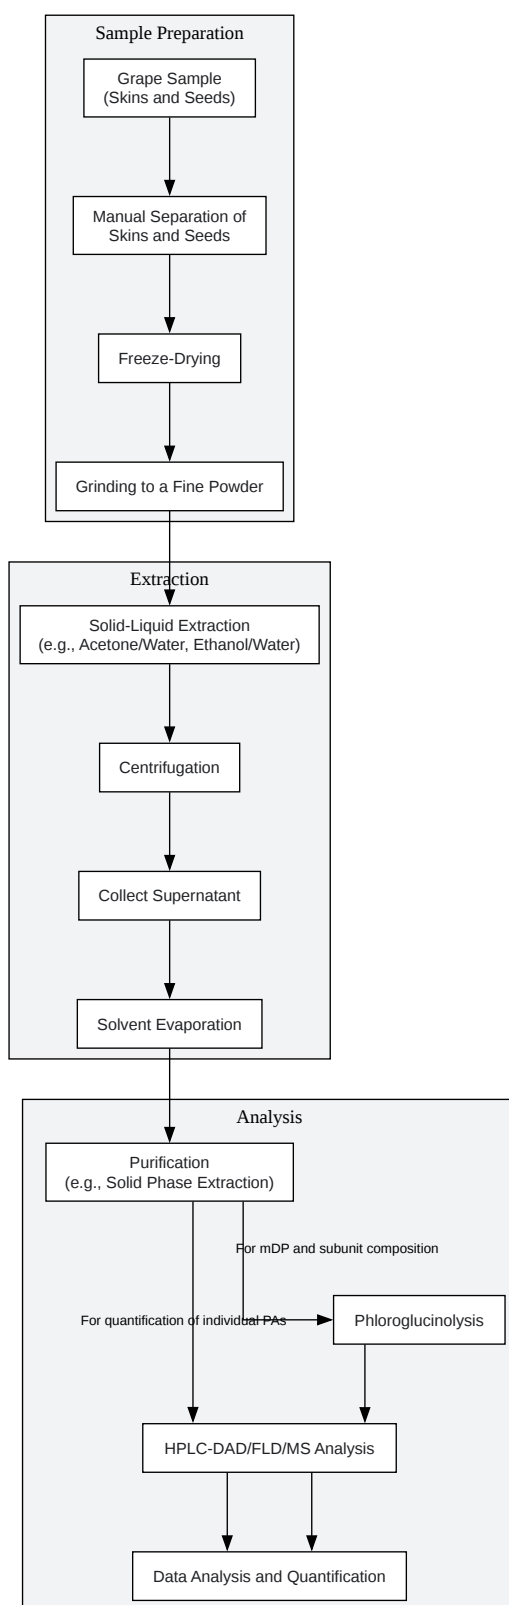 Sample Preparation
Grape Sample
(Skins and Seeds)
Manual Separation of
Skins and Seeds
Freeze-Drying
Grinding to a Fine Powder
Extraction
Solid-Liquid Extraction
(e.g., Acetone/Water, Ethanol/Water)
Centrifugation
Collect Supernatant
Solvent Evaporation
Analysis
Purification
(e.g., Solid Phase Extraction)
For mDP and subunit composition
For quantification of individual PAs
Phloroglucinolysis
HPLC-DAD/FLD/MS Analysis
Data Analysis and Quantification